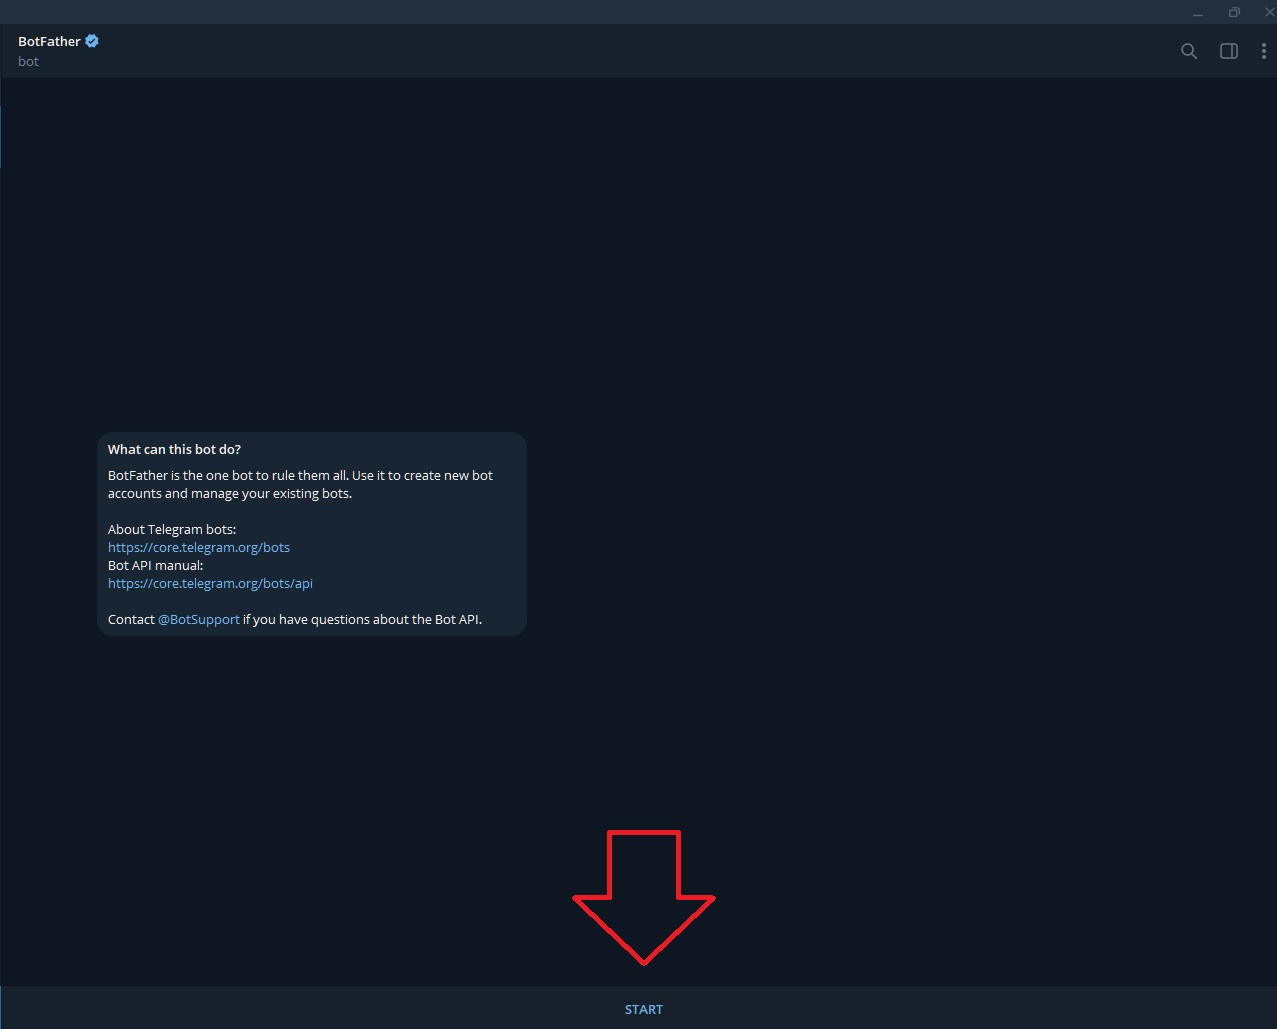 BotFather
bot
What can this bot do?
BotFather is the one bot to rule them all. Use it to create new bot
accounts and manage your existing bots.
About Telegram bots:
https://core.telegram.org/bots
Bot API manual:
https://core.telegram.org/bots/api
Contact @BotSupport if you have questions about the Bot API.
START